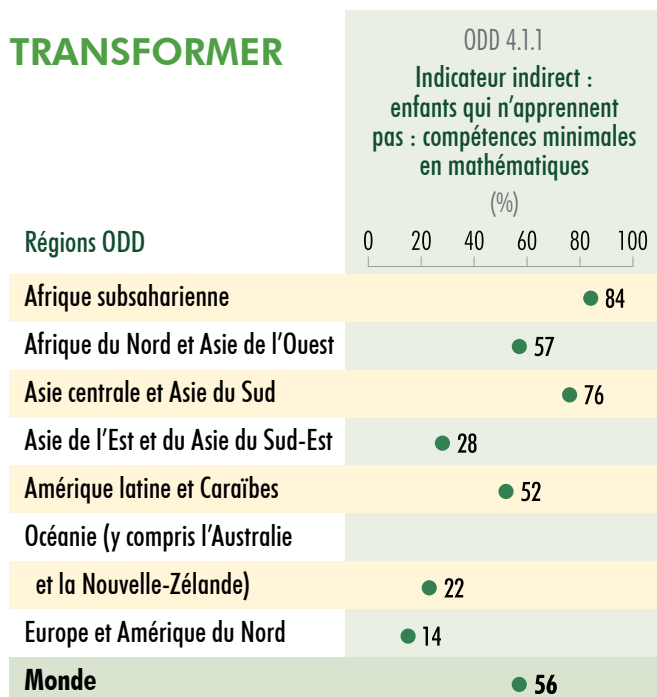 TRANSFORMER
ODD 4.1.1
Indicateur indirect :
enfants qui n'apprennent
pas : compétences minimales
en mathématiques
(%)
Régions ODD
0 20 40 60 80 100
Afrique subsaharienne 84
Afrique du Nord et Asie de l'Ouest 57
Asie centrale et Asie du Sud 76
Asie de l'Est et du Asie du Sud-Est 28
Amérique latine et Caraïbes 52
Océanie (y compris l'Australie
et la Nouvelle-Zélande) 22
Europe et Amérique du Nord 14
Monde 56